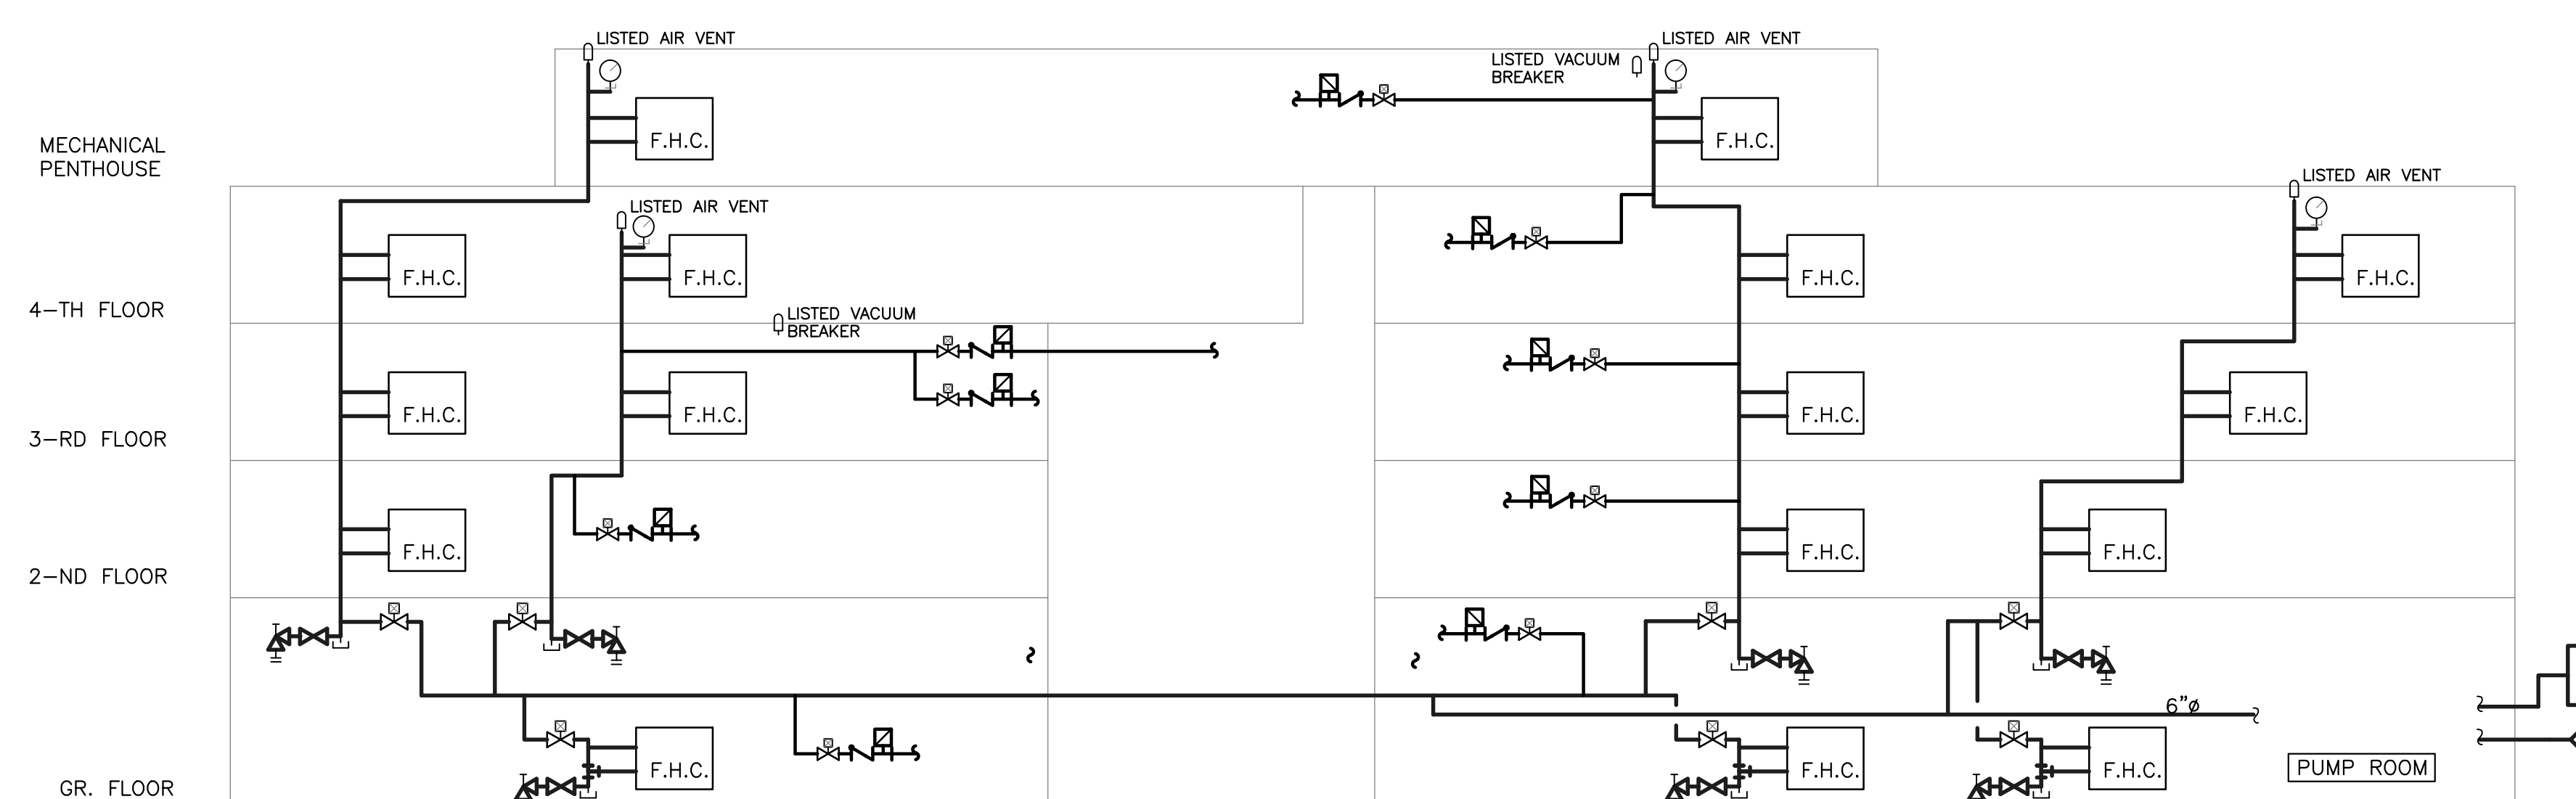 LISTED AIR VENT
LISTED AIR VENT
LISTED VACUUM
BREAKER
MECHANICAL
PENTHOUSE
F.H.C.
F.H.C.
LISTED AIR VENT
LISTED AIR VENT
4-TH FLOOR
F.H.C.
F.H.C.
F.H.C.
F.H.C.
LISTED VACUUM
BREAKER
3-RD FLOOR
F.H.C.
F.H.C.
F.H.C.
F.H.C.
2-ND FLOOR
F.H.C.
F.H.C.
F.H.C.
6"ø
GR. FLOOR
F.H.C.
F.H.C.
F.H.C.
PUMP ROOM